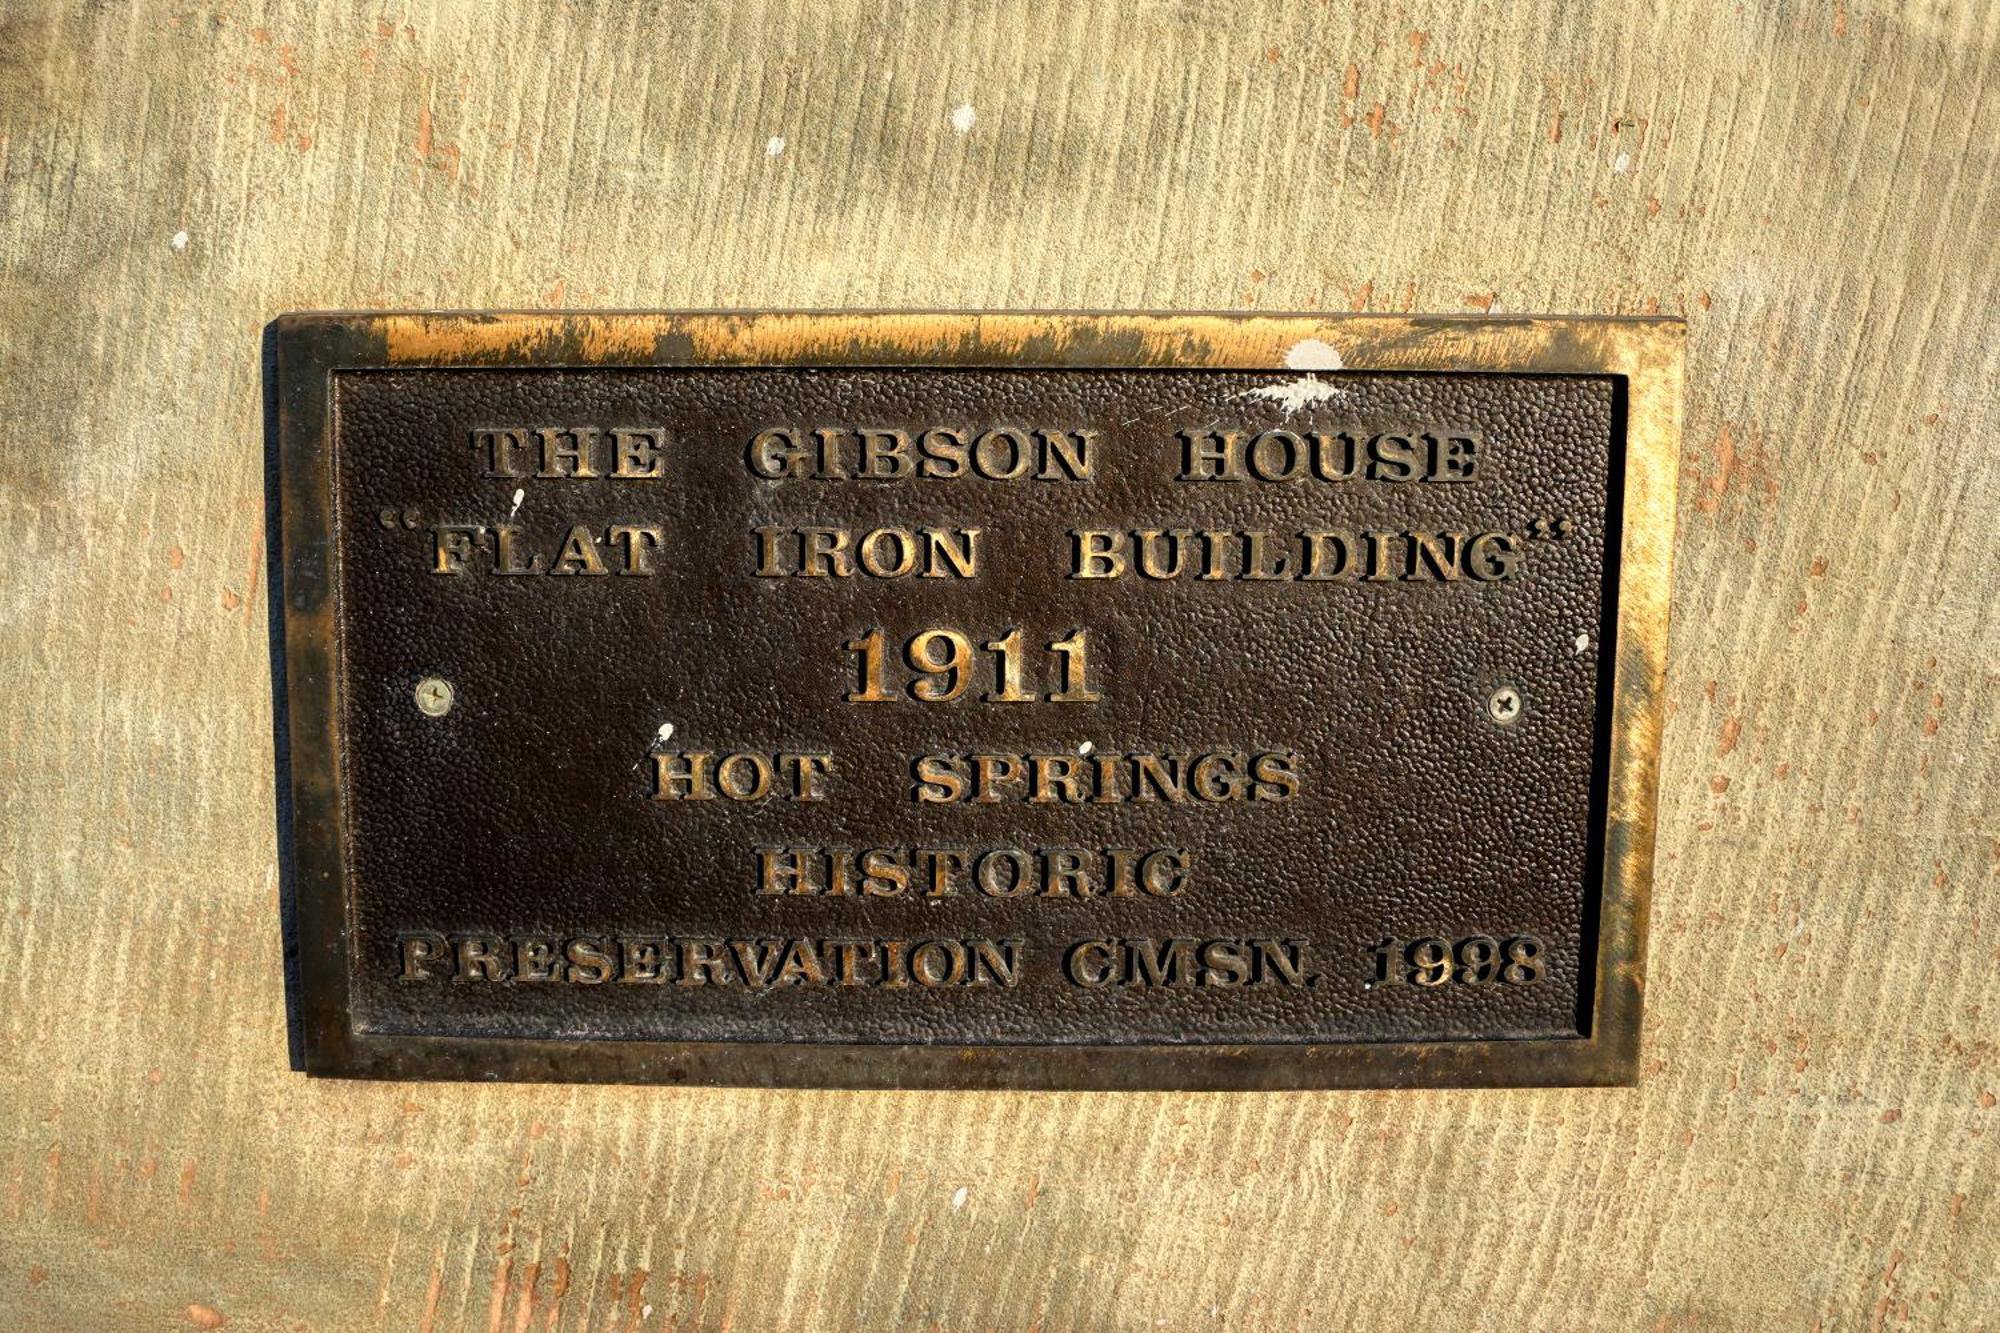 THE GIBSON HOUSE
“FLAT IRON BUILDING“
1911
HOT SPRINGS
HISTORIC
PRESERVATION CMSN. 1998